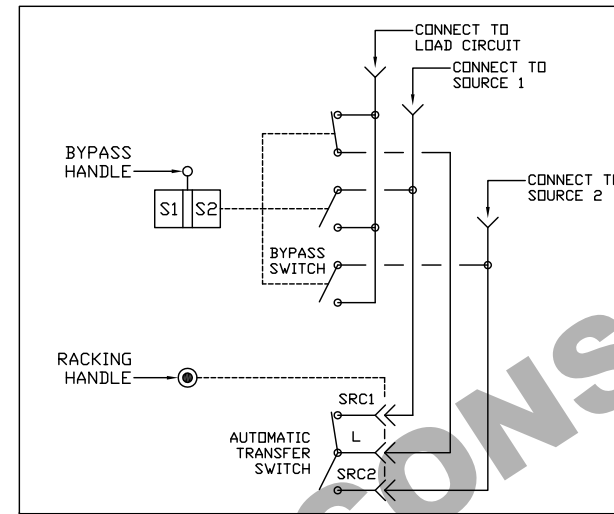 CONNECT TO
LOAD CIRCUIT
CONNECT TO
SOURCE 1
BYPASS
HANDLE
S1 S2
CONNECT T
SOURCE 2
BYPASS
SWITCH
RACKING
HANDLE
SRC1
AUTOMATIC
TRANSFER
SWITCH
L
SRC2
CONS